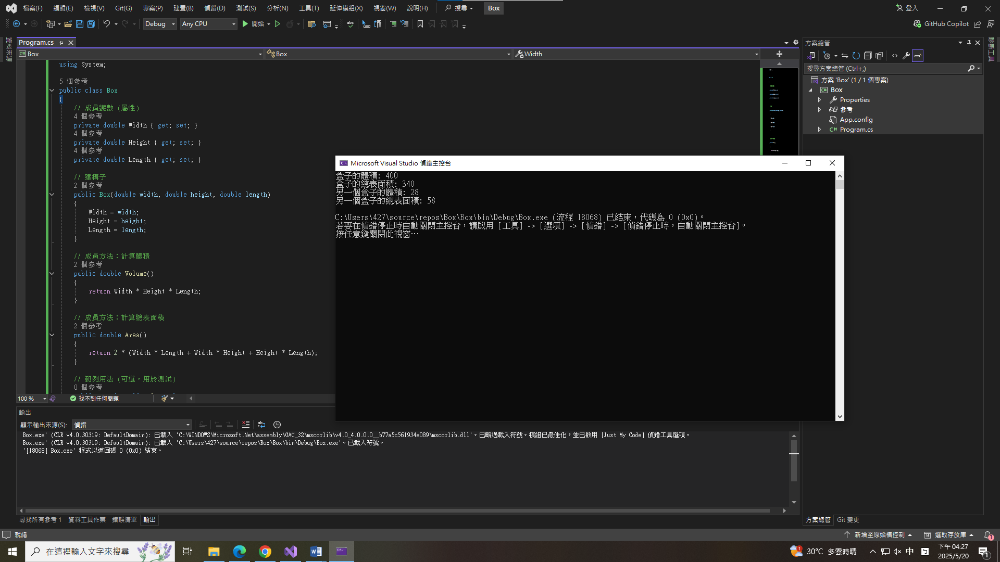 檔案(F) 編輯(E) 檢視(V) Git(G) 專案(P) 建置(B) 偵錯(D) 測試(S) 分析(N) 工具(T) 延伸模組(X) 視窗(W) 說明(H) 搜尋 Box 登入
Debug Any CPU 開始 GitHub Copilot
Program.cs
Box Box Width
using System;
5 個參考
public class Box
{
// 成員變數 (屬性)
4 個參考
private double Width { get; set; }
4 個參考
private double Height { get; set; }
4 個參考
private double Length { get; set; }
// 建構子
2 個參考
public Box(double width, double height, double length)
{
Width = width;
Height = height;
Length = length;
}
// 成員方法：計算體積
2 個參考
public double Volume()
{
return Width * Height * Length;
}
// 成員方法：計算總表面積
2 個參考
public double Area()
{
return 2 * (Width * Length + Width * Height + Height * Length);
}
// 範例用法 (可選，用於測試)
0 個參考
100 % 找不到任何問題
Microsoft Visual Studio 偵錯主控台
盒子的體積: 400
盒子的總表面積: 340
另一個盒子的體積: 28
另一個盒子的總表面積: 58
C:\Users\427\source\repos\Box\Box\bin\Debug\Box.exe (流程 18068) 已結束，代碼為 0 (0x0)。
若要在偵錯停止時自動關閉主控台，請啟用 [工具] -> [選項] -> [偵錯] -> [偵錯停止時，自動關閉主控台]。
按任意鍵關閉此視窗…
方案總管
搜尋方案總管 (Ctrl+;)
方案 'Box' (1 / 1 個專案)
Box
Properties
參考
App.config
C# Program.cs
資料來源
診斷工具
輸出
顯示輸出來源(S): 偵錯
Box.exe' (CLR v4.0.30319: DefaultDomain): 已載入 'C:\WINDOWS\Microsoft.Net\assembly\GAC_32\mscorlib\v4.0_4.0.0.0__b77a5c561934e089\mscorlib.dll'。已略過載入符號。模組已最佳化，並已啟用 [Just My Code] 偵錯工具選項。
Box.exe' (CLR v4.0.30319: DefaultDomain): 已載入 'C:\Users\427\source\repos\Box\Box\bin\Debug\Box.exe'。已載入符號。
'[18068] Box.exe' 程式以返回碼 0 (0x0) 結束。
尋找所有參考 1 資料工具作業 錯誤清單 輸出
方案總管 Git 變更
就緒 新增至原始檔控制 選取存放庫 1
在這裡輸入文字來搜尋 1 30°C 多雲時晴 中 下午 04:27
2025/5/20 1